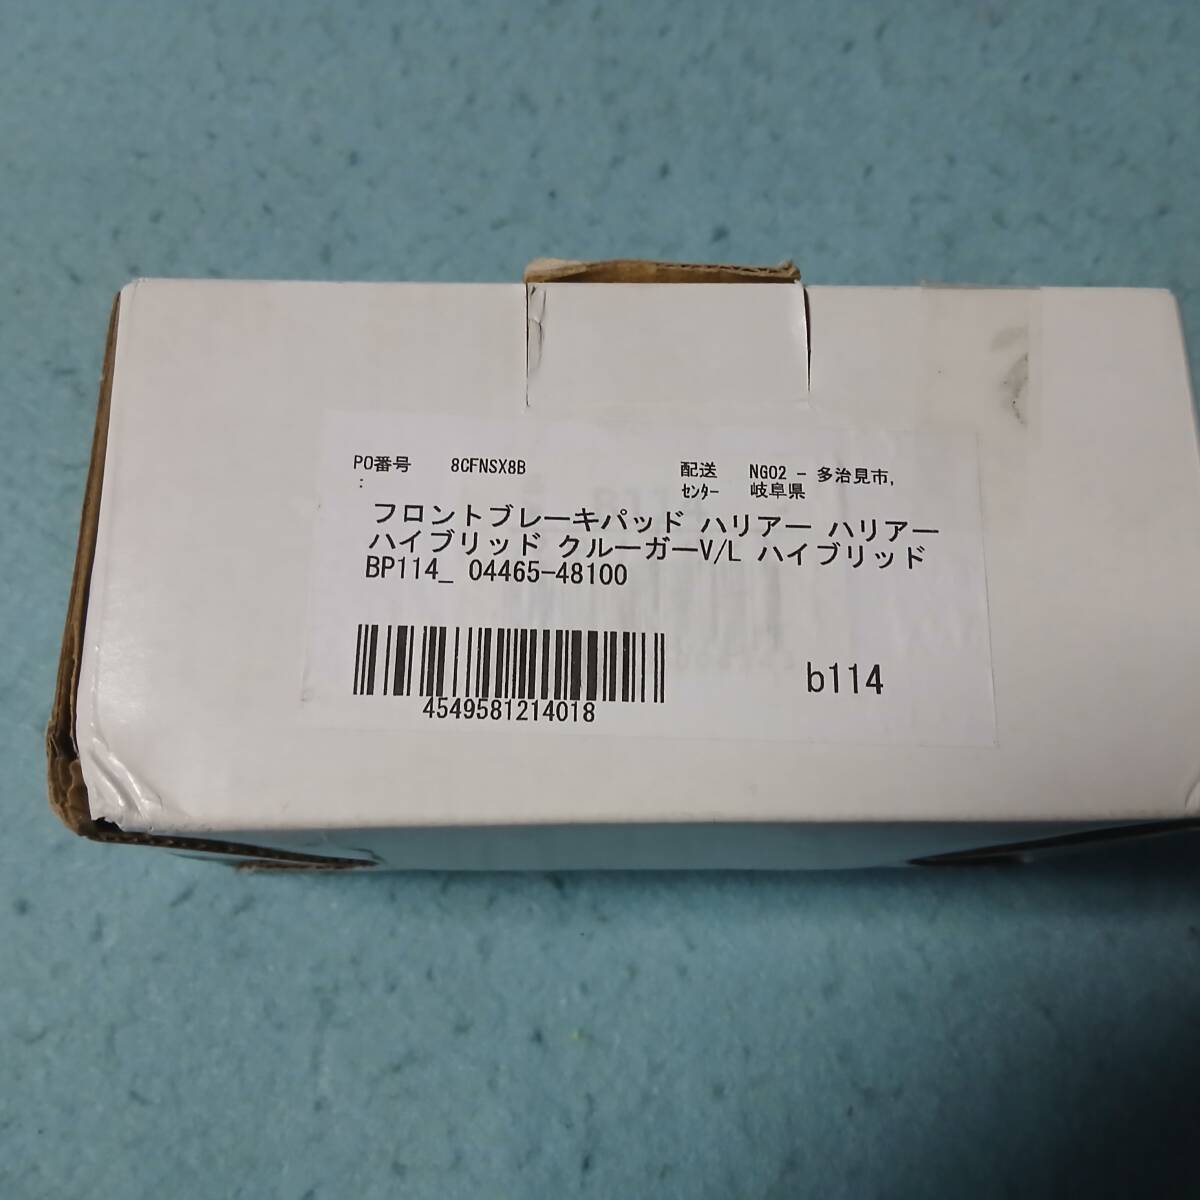 PO番号 8CFNSX8B 配送 NGO2 - 多治見市,
: ｾﾝﾀｰ 岐阜県
フロントブレーキパッド ハリアー ハリアー
ハイブリッド クルーガーV/L ハイブリッド
BP114_ 04465-48100
4549581214018
b114